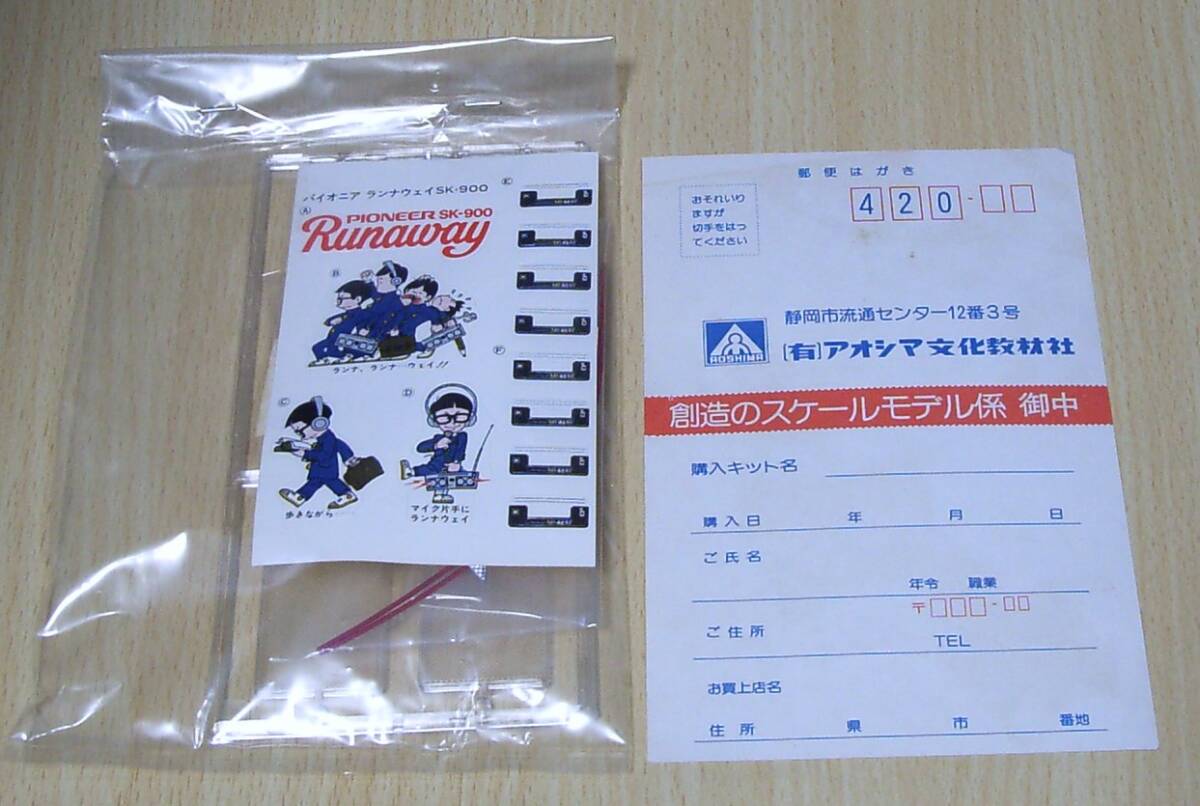 パイオニア ランナウェイSK-900
Ⓐ
PIONEER SK-900
Runaway
Ⓑ
ランナ、ランナーウェイ!!
Ⓒ
歩きながら
Ⓓ
マイク片手に
ランナウェイ
Ⓔ
Ⓕ
郵便はがき
おそれいり
ますが
切手をはっ
てください
420-
静岡市流通センター12番3号
AOSHIMA
〔有〕アオシマ文化教材社
創造のスケールモデル係 御中
購入キット名
購入日 年 月 日
ご氏名
年令 職業
〒
ご住所
TEL
お買上店名
住所 県 市 番地